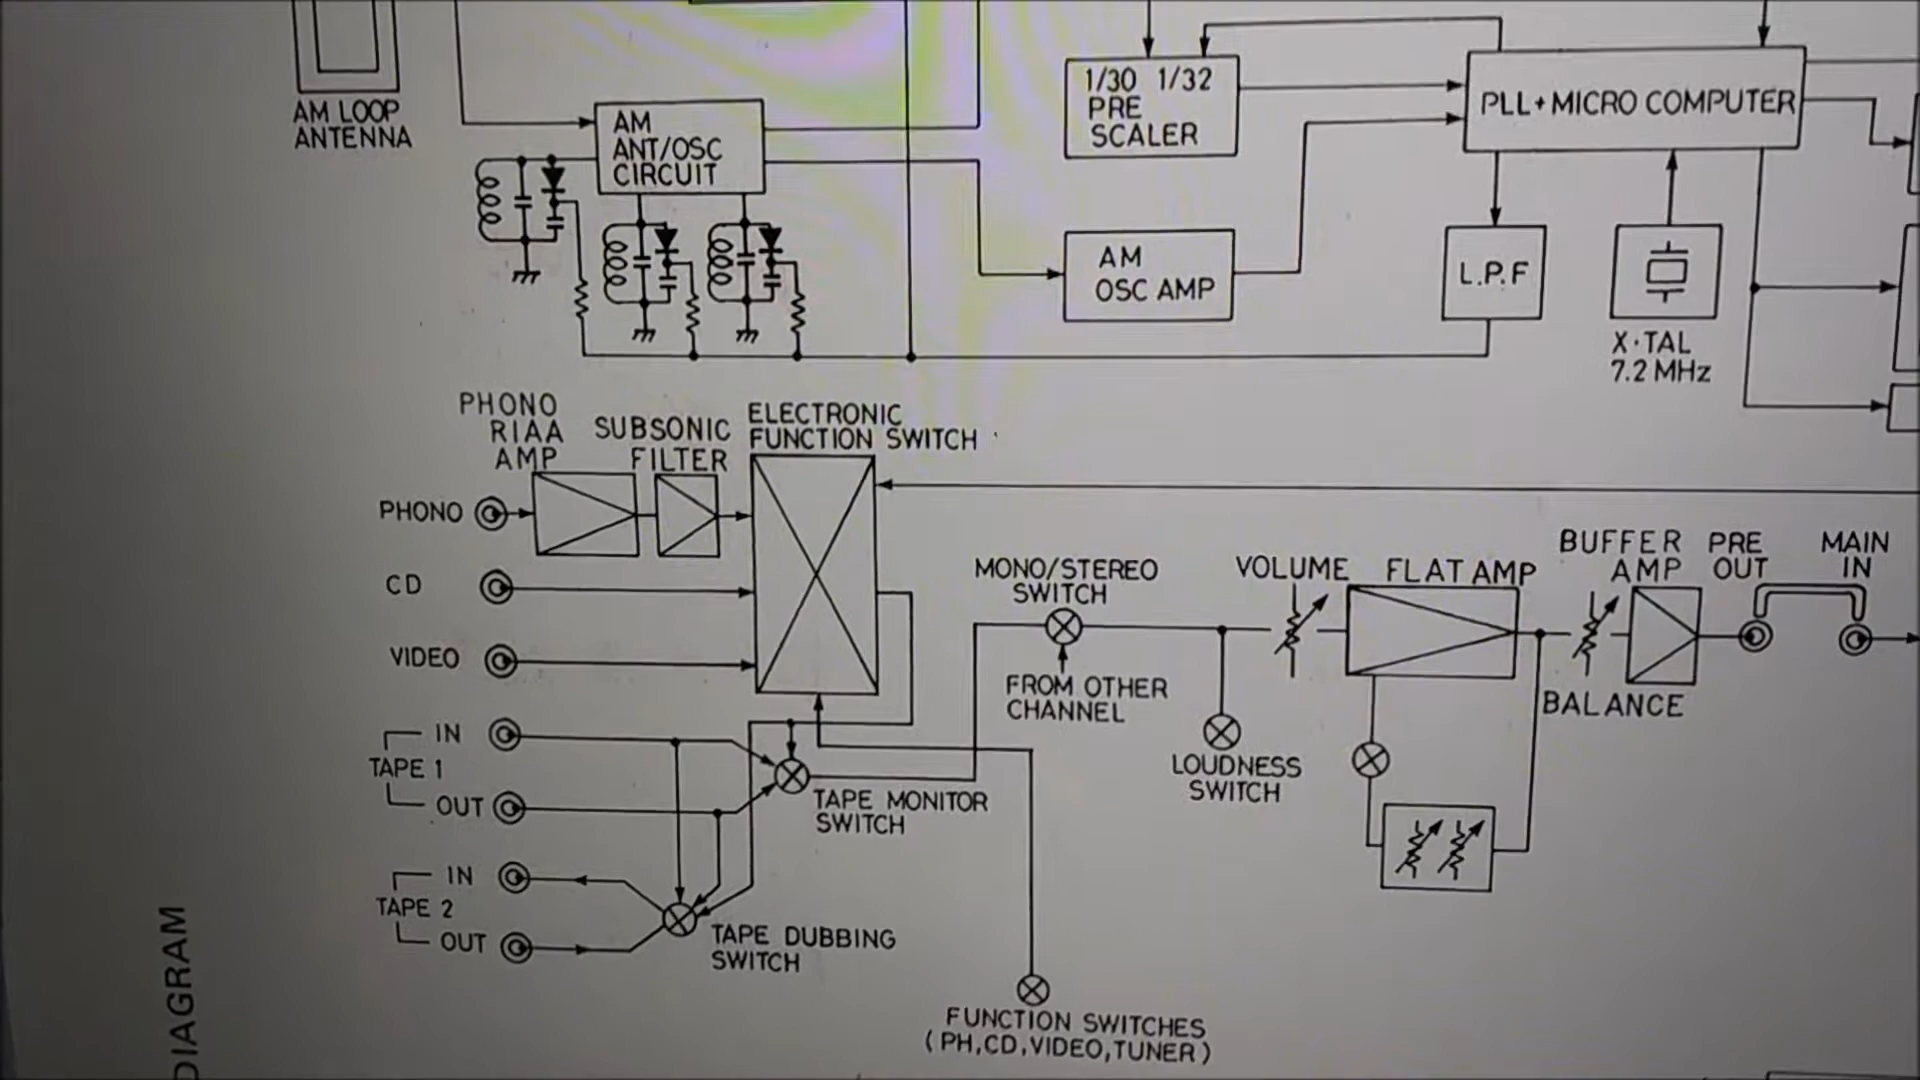 AM LOOP
ANTENNA
AM
ANT/OSC
CIRCUIT
1/30 1/32
PRE
SCALER
PLL+MICRO COMPUTER
AM
OSC AMP
L.P.F
X·TAL
7.2 MHz
PHONO
RIAA
AMP
SUBSONIC
FILTER
ELECTRONIC
FUNCTION SWITCH
PHONO
CD
VIDEO
IN
TAPE 1
OUT
IN
TAPE 2
OUT
TAPE MONITOR
SWITCH
TAPE DUBBING
SWITCH
MONO/STEREO
SWITCH
FROM OTHER
CHANNEL
VOLUME
LOUDNESS
SWITCH
FLAT AMP
BUFFER
AMP
BALANCE
PRE
OUT
MAIN
IN
FUNCTION SWITCHES
(PH,CD,VIDEO,TUNER)
DIAGRAM